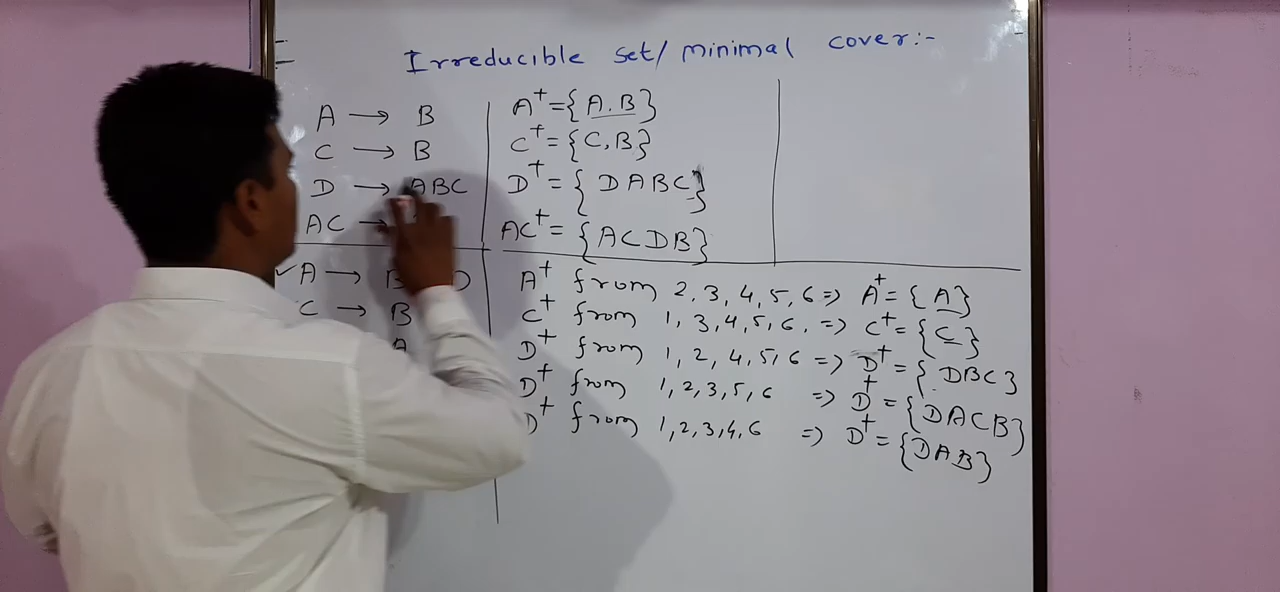 Irreducible set/minimal cover:-
A → B
C → B
D → ABC
AC →
A⁺ = {A.B}
C⁺ = {C,B}
D⁺ = { DABC}
AC⁺ = {ACDB}
✓A → B
C → B
A
A⁺ from 2,3,4,5,6 => A⁺ = {A}
C⁺ from 1,3,4,5,6, => C⁺ = {C}
D⁺ from 1,2,4,5,6 => D⁺ = {DBC}
D⁺ from 1,2,3,5,6 => D⁺ = {DACB}
D⁺ from 1,2,3,4,6 => D⁺ = {DAB}